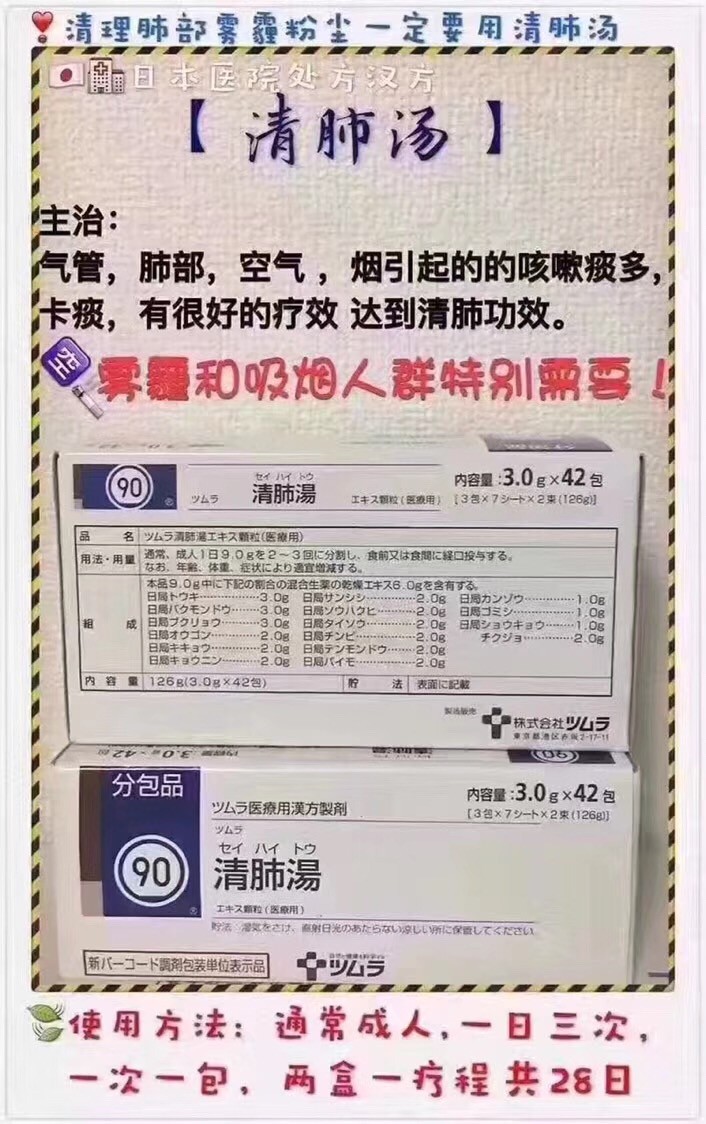 清理肺部雾霾粉尘一定要用清肺汤
日本医院处方汉方
【清肺汤】
主治：
气管，肺部，空气，烟引起的的咳嗽痰多，
卡痰，有很好的疗效 达到清肺功效。
空
雾霾和吸烟人群特别需要！
90
ツムラ
セイ ハイ トウ
清肺湯
エキス顆粒(医療用)
内容量:3.0g×42包
[3包×7シート×2束(126g)]
品 名 ツムラ清肺湯エキス顆粒(医療用)
用法・用量 通常、成人1日9.0gを2～3回に分割し、食前又は食間に経口投与する。
なお、年齢、体重、症状により適宜増減する。
組 成 本品9.0g中に下記の割合の混合生薬の乾燥エキス6.0gを含有する。
日局トウキ 3.0g 日局サンシシ 2.0g 日局カンゾウ 1.0g
日局バクモンドウ 3.0g 日局ソウハクヒ 2.0g 日局ゴミシ 1.0g
日局ブクリョウ 3.0g 日局タイソウ 2.0g 日局ショウキョウ 1.0g
日局オウゴン 2.0g 日局チンピ 2.0g チクジョ 2.0g
日局キキョウ 2.0g 日局テンモンドウ 2.0g
日局キョウニン 2.0g 日局バイモ 2.0g
内容量 126g(3.0g×42包) 貯 法 表面に記載
製造販売
株式会社ツムラ
東京都港区赤坂2-17-11
分包品
90
ツムラ医療用漢方製剤
ツムラ
セイ ハイ トウ
清肺湯
エキス顆粒(医療用)
内容量:3.0g×42包
[3包×7シート×2束(126g)]
貯法 湿気をさけ、直射日光のあたらない涼しい所に保管してください
新バーコード調剤包装単位表示品
ツムラ
使用方法：通常成人，一日三次，
一次一包，两盒一疗程 共28日